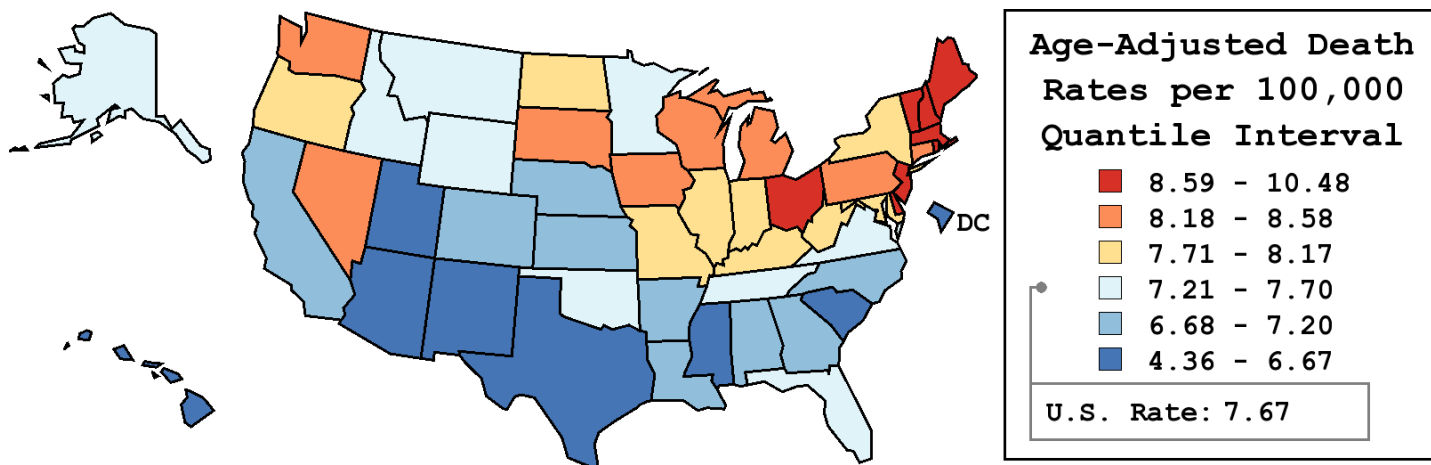 Age-Adjusted Death
Rates per 100,000
Quantile Interval
8.59 - 10.48
8.18 - 8.58
7.71 - 8.17
7.21 - 7.70
6.68 - 7.20
4.36 - 6.67
U.S. Rate: 7.67
DC